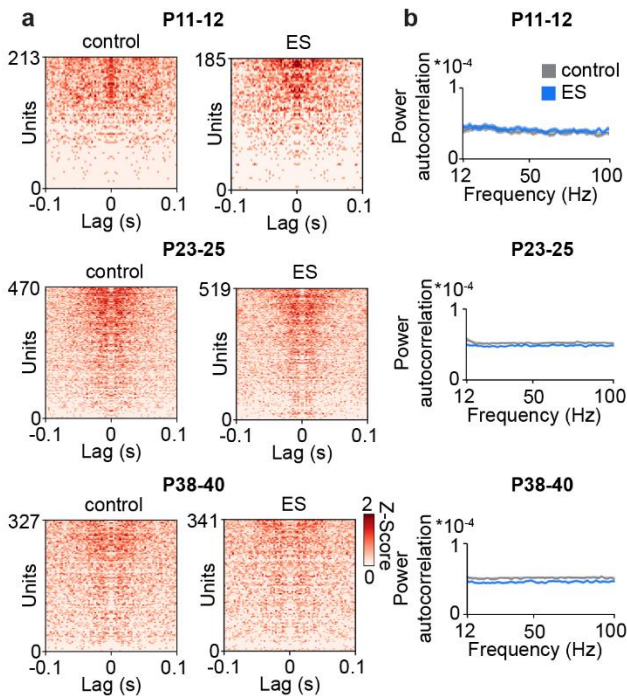 a
P11-12
control
ES
213
185
Units
0
0
-0.1 0 0.1
-0.1 0 0.1
Lag (s)
Lag (s)
P23-25
control
ES
470
519
Units
Units
0
0
-0.1 0 0.1
-0.1 0 0.1
Lag (s)
Lag (s)
P38-40
control
ES
327
341
Units
Units
0
0
-0.1 0 0.1
-0.1 0 0.1
Lag (s)
Lag (s)
2
0
Z-Score
b
P11-12
*10-4
control
ES
1
0
Power
autocorrelation
12 50 100
Frequency (Hz)
P23-25
*10-4
1
0
Power
autocorrelation
12 50 100
Frequency (Hz)
P38-40
*10-4
1
0
Power
autocorrelation
12 50 100
Frequency (Hz)